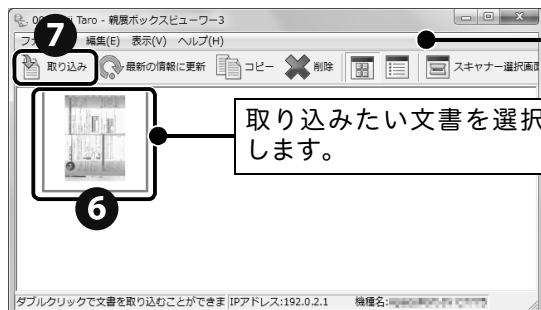 Taro - 親展ボックスビューワー3
編集(E) 表示(V) ヘルプ(H)
7
取り込み 最新の情報に更新 コピー 削除 スキャナー選択画
取り込みたい文書を選択
します。
6
ダブルクリックで文書を取り込むことができま IPアドレス:192.0.2.1 機種名: